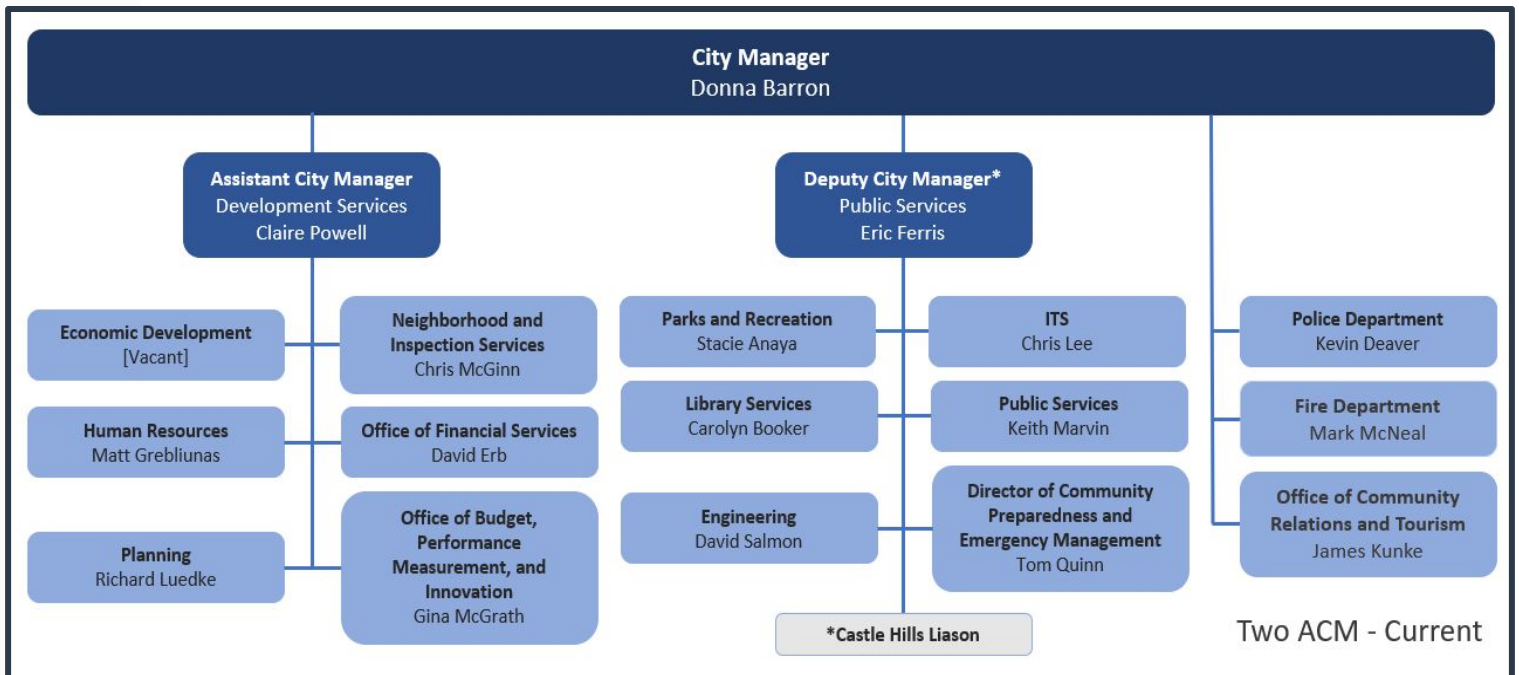 City Manager
Donna Barron
Assistant City Manager
Development Services
Claire Powell
Deputy City Manager*
Public Services
Eric Ferris
Economic Development
[Vacant]
Neighborhood and
Inspection Services
Chris McGinn
Human Resources
Matt Grebliunas
Office of Financial Services
David Erb
Planning
Richard Luedke
Office of Budget,
Performance
Measurement, and
Innovation
Gina McGrath
Parks and Recreation
Stacie Anaya
ITS
Chris Lee
Library Services
Carolyn Booker
Public Services
Keith Marvin
Engineering
David Salmon
Director of Community
Preparedness and
Emergency Management
Tom Quinn
*Castle Hills Liason
Police Department
Kevin Deaver
Fire Department
Mark McNeal
Office of Community
Relations and Tourism
James Kunke
Two ACM - Current